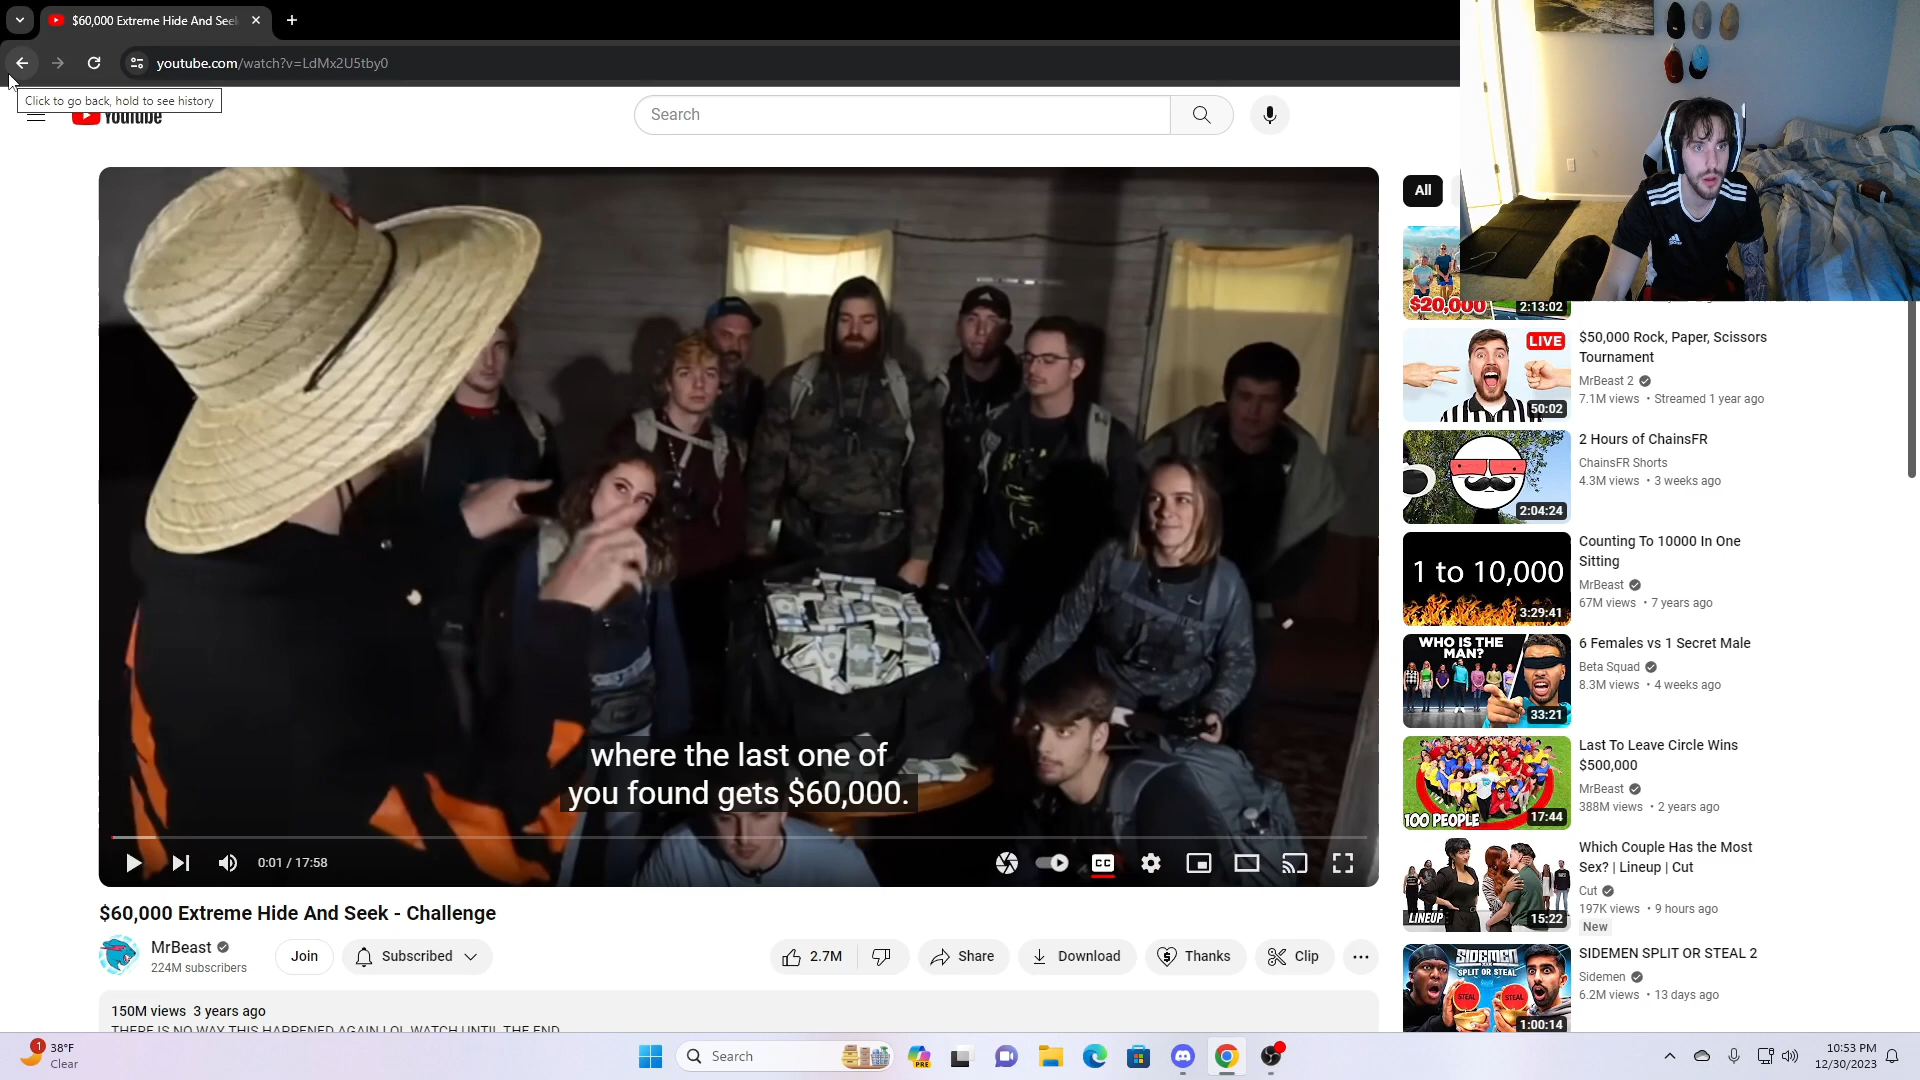 $60,000 Extreme Hide And Seek
youtube.com/watch?v=LdMx2U5tby0
Click to go back, hold to see history
YouTube
Search
All
where the last one of
you found gets $60,000.
0:01 / 17:58
CC
$60,000 Extreme Hide And Seek - Challenge
MrBeast
224M subscribers
Join
Subscribed
2.7M
Share
Download
Thanks
Clip
150M views 3 years ago
THERE IS NO WAY THIS HAPPENED AGAIN LOL WATCH UNTIL THE END
$20,000
2:13:02
LIVE
50:02
$50,000 Rock, Paper, Scissors
Tournament
MrBeast 2
7.1M views • Streamed 1 year ago
2:04:24
2 Hours of ChainsFR
ChainsFR Shorts
4.3M views • 3 weeks ago
1 to 10,000
3:29:41
Counting To 10000 In One
Sitting
MrBeast
67M views • 7 years ago
WHO IS THE
MAN?
33:21
6 Females vs 1 Secret Male
Beta Squad
8.3M views • 4 weeks ago
100 PEOPLE
17:44
Last To Leave Circle Wins
$500,000
MrBeast
388M views • 2 years ago
LINEUP
15:22
Which Couple Has the Most
Sex? | Lineup | Cut
Cut
197K views • 9 hours ago
New
SIDEMEN
SPLIT OR STEAL
STEAL
STEAL
1:00:14
SIDEMEN SPLIT OR STEAL 2
Sidemen
6.2M views • 13 days ago
1
38°F
Clear
Search
PRE
10:53 PM
12/30/2023